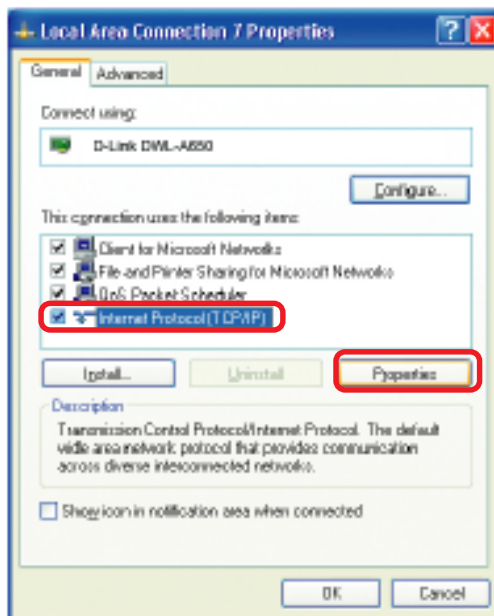 Local Area Connection 7 Properties
General Advanced
Connect using:
D-Link DWL-A650
Configure...
This connection uses the following items:
Client for Microsoft Networks
File and Printer Sharing for Microsoft Networks
QoS Packet Scheduler
Internet Protocol (TCP/IP)
Install... Uninstall Properties
Description
Transmission Control Protocol/Internet Protocol. The default
wide area network protocol that provides communication
across diverse interconnected networks.
Show icon in notification area when connected
OK Cancel